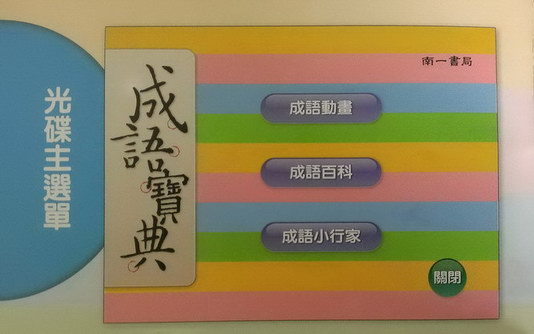 光碟主選單
成語寶典
南一書局
成語動畫
成語百科
成語小行家
關閉